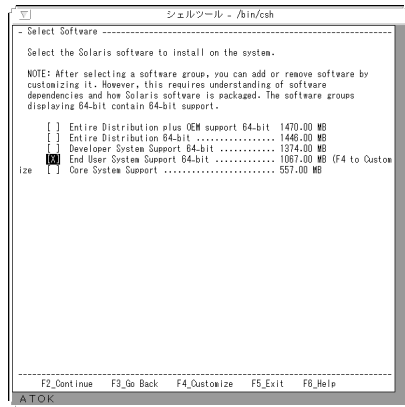 シェルツール - /bin/csh
- Select Software --------------------------------------------------------------
Select the Solaris software to install on the system.
NOTE: After selecting a software group, you can add or remove software by
customizing it. However, this requires understanding of software
dependencies and how Solaris software is packaged. The software groups
displaying 64-bit contain 64-bit support.
[ ] Entire Distribution plus OEM support 64-bit 1470.00 MB
[ ] Entire Distribution 64-bit ................. 1446.00 MB
[ ] Developer System Support 64-bit ............ 1374.00 MB
[X] End User System Support 64-bit ............. 1067.00 MB (F4 to Custom
ize [ ] Core System Support ........................ 557.00 MB
--------------------------------------------------------------------------------
F2_Continue F3_Go Back F4_Customize F5_Exit F6_Help
ATOK